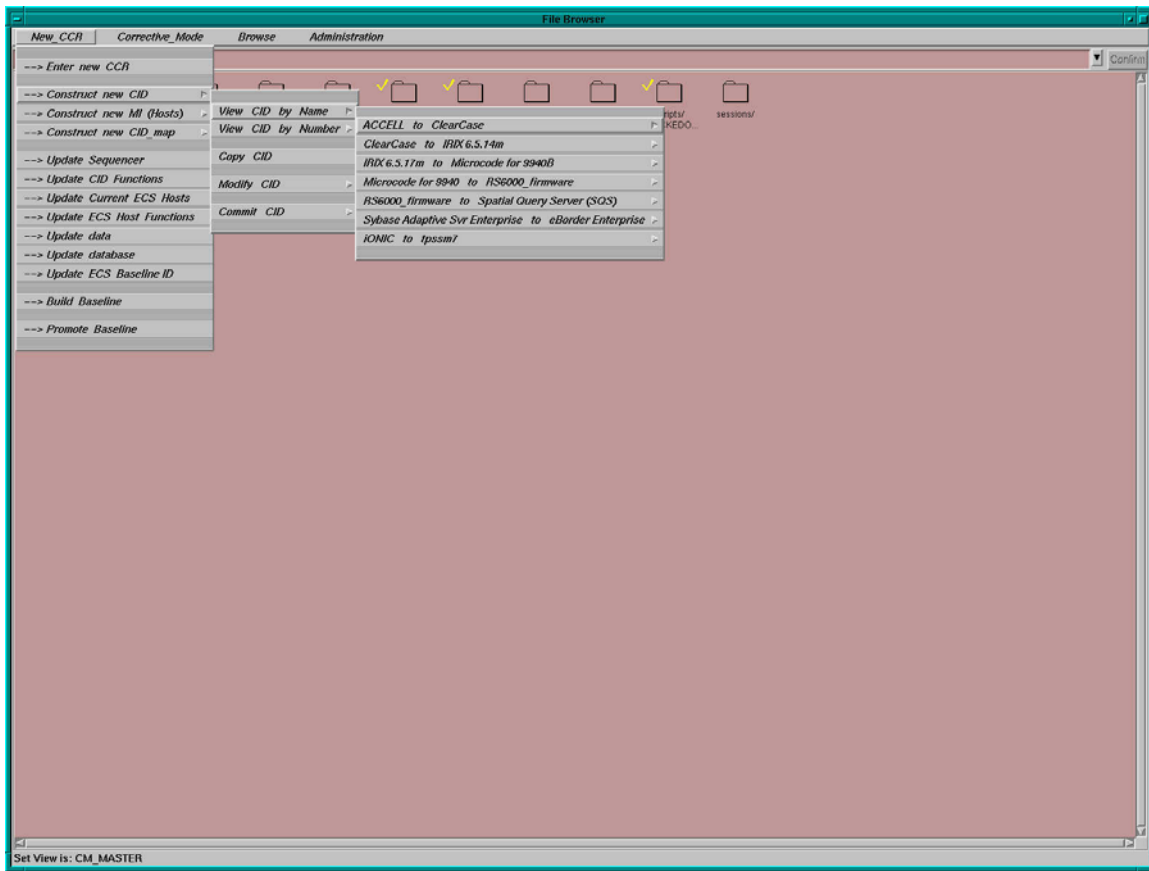 File Browser
New_CCR Corrective_Mode Browse Administration
Confirm
--> Enter new CCR
--> Construct new CID
--> Construct new MI (Hosts)
--> Construct new CID_map
--> Update Sequencer
--> Update CID Functions
--> Update Current ECS Hosts
--> Update ECS Host Functions
--> Update data
--> Update database
--> Update ECS Baseline ID
--> Build Baseline
--> Promote Baseline
View CID by Name
View CID by Number
Copy CID
Modify CID
Commit CID
ACCELL to ClearCase
ClearCase to IRIX 6.5.14m
IRIX 6.5.17m to Microcode for 9940B
Microcode for 9940 to RS6000_firmware
RS6000_firmware to Spatial Query Server (SQS)
Sybase Adaptive Svr Enterprise to eBorder Enterprise
iONIC to tpssm7
ripts/
KEDO...
sessions/
Set View is: CM_MASTER